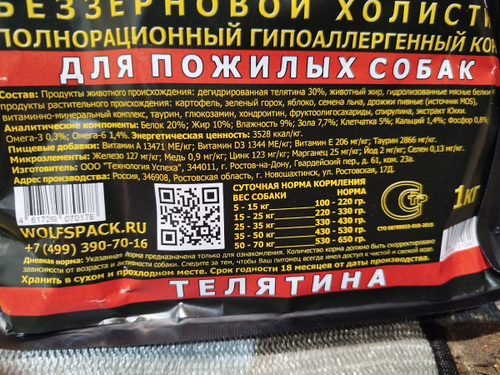 БЕЗЗЕРНОВОЙ ХОЛИСТИ
ПОЛНОРАЦИОННЫЙ ГИПОАЛЛЕРГЕННЫЙ КО
ДЛЯ ПОЖИЛЫХ СОБАК
Состав: Продукты животного происхождения: дегидрированная телятина 30%, животный жир, гидролизованные мясные белки
продукты растительного происхождения: картофель, зеленый горох, яблоко, семена льна, дрожжи пивные (источник MOS),
витаминно-минеральный комплекс, таурин, глюкозамин, хондроитин, фруктоолигосахариды, спирулина, экстракт Юкки.
Аналитические компоненты: Белок 20%; Жир 10%; Влажность 9%; Зола 7,7%; Клетчатка 5%; Кальций 1,4%; Фосфор 0,8%
Омега-3 0,3%; Омега-6 1,4%. Энергетическая ценность: 3528 ккал/кг.
Пищевые добавки: Витамин А 13471 МЕ/кг; Витамин D3 1344 МЕ/кг; Витамин Е 206 мг/кг; Таурин 2866 мг/кг.
Микроэлементы: Железо 127 мг/кг; Медь 0,9 мг/кг; Цинк 123 мг/кг; Марганец 25 мг/кг; Йод 2 мг/кг; Селен 0,13 мг/кг.
Изготовитель: ООО "Технология Успеха", 344011, г. Ростов-на-Дону, Гвардейский пер., д. 61, ком. 23а.
Адрес производства: Россия, 346908, Ростовская область, г. Новошахтинск, ул. Ростовская, 17Д.
4 617258 070178
WOLFSPACK.RU
+7 (499) 390-70-16
СУТОЧНАЯ НОРМА КОРМЛЕНИЯ
ВЕС СОБАКИ НОРМА
5 - 15 кг 100 - 220 гр.
15 - 25 кг 220 - 330 гр.
25 - 35 кг 330 - 430 гр.
35 - 50 кг 430 - 530 гр.
50 - 70 кг 530 - 650 гр.
1 кг
Дневная норма: Указанная норма приводится только для ознакомления. Количество корма должно быть скорректировано
зависимости от возраста и активности собаки. Следите за тем, чтобы Ваш питомец всегда имел доступ к чистой и свежей воде.
Хранить в сухом и прохладном месте. Срок годности 18 месяцев от даты производства.
ТЕЛЯТИНА